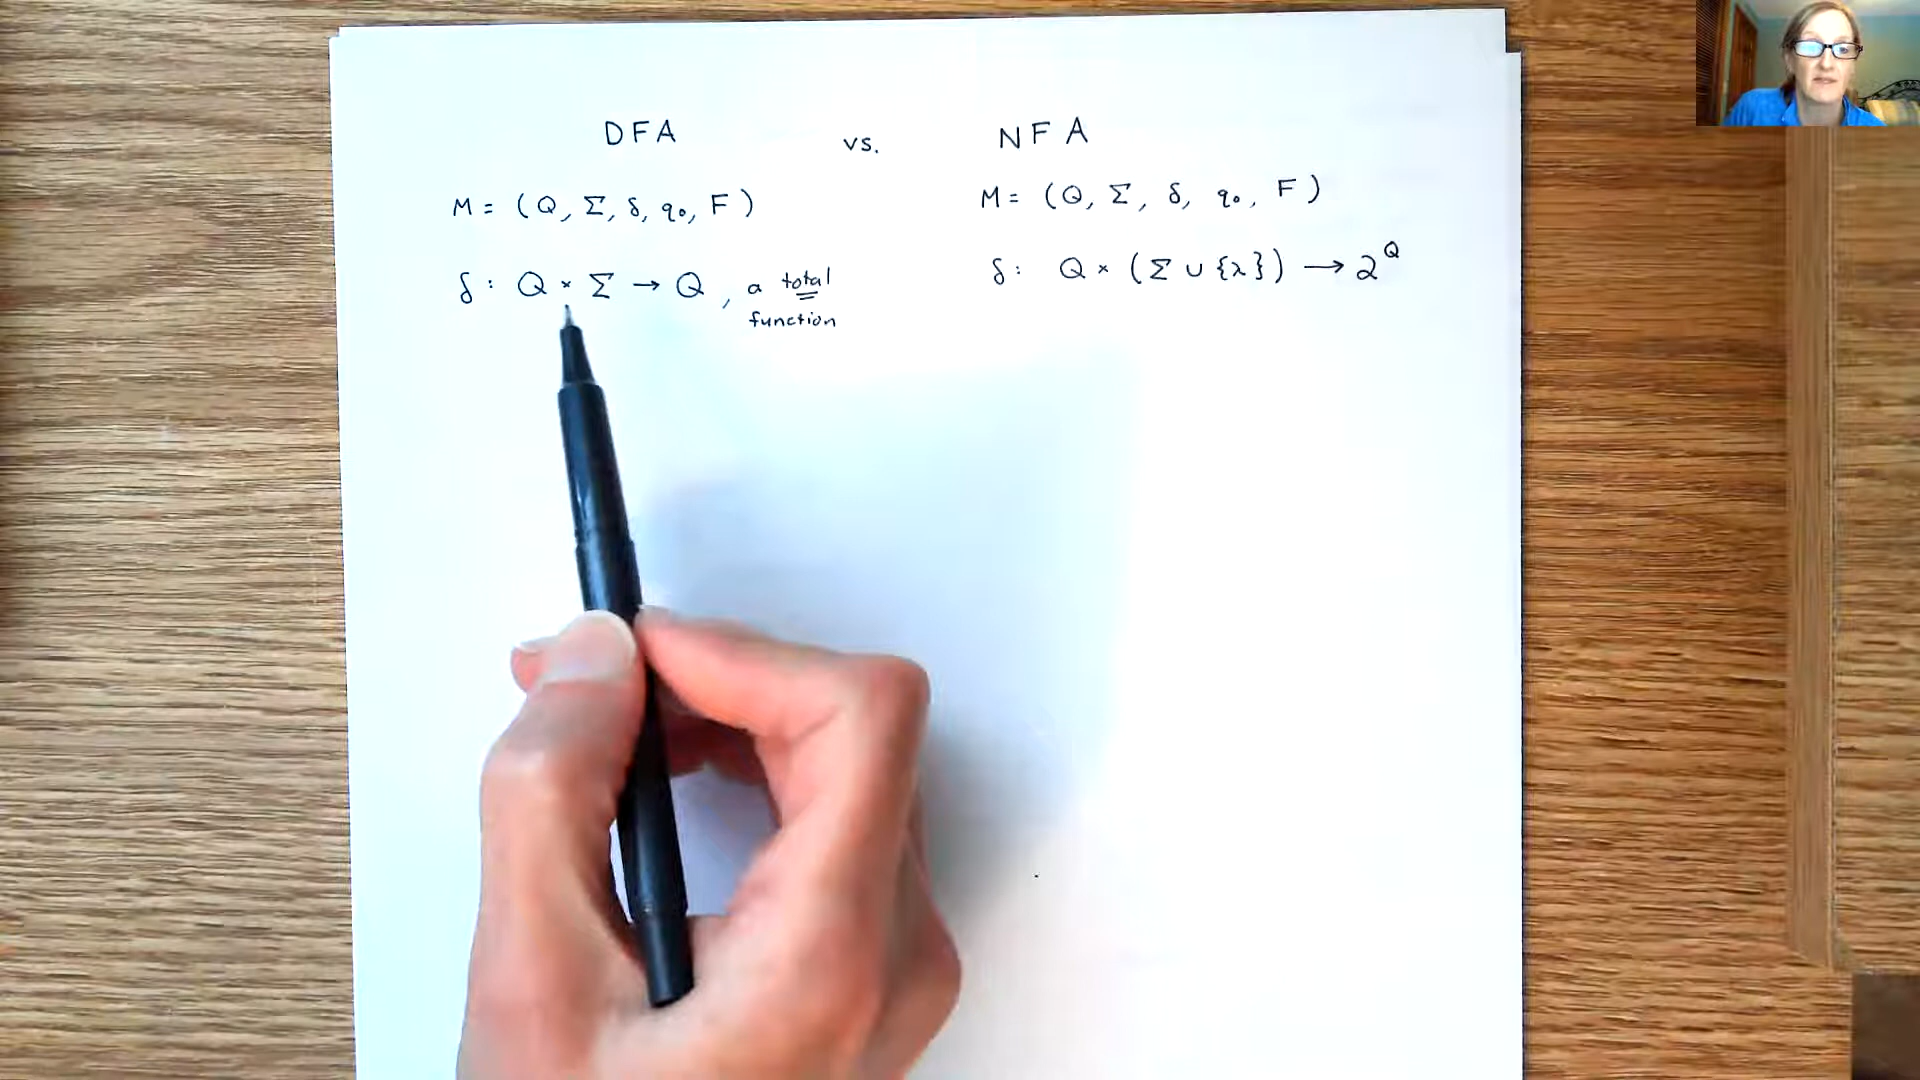 DFA vs. NFA
M = (Q, Σ, δ, q₀, F)
δ : Q × Σ → Q, a total
function
M = (Q, Σ, δ, q₀, F)
δ : Q × (Σ ∪ {λ}) → 2^Q